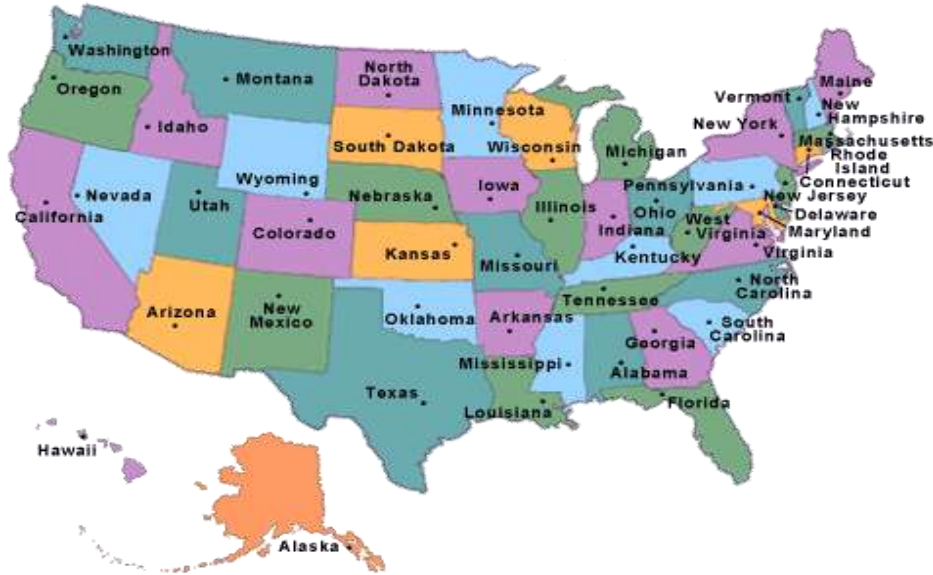 Washington
Montana
North
Dakota
Minnesota
Oregon
Idaho
South Dakota
Wisconsin
Michigan
Vermont
Maine
New
Hampshire
New York
Massachusetts
Rhode
Island
Connecticut
Wyoming
Nevada
Utah
Nebraska
Iowa
Illinois
Indiana
Ohio
Pennsylvania
New Jersey
Delaware
Maryland
West
Virginia
Virginia
California
Colorado
Kansas
Missouri
Kentucky
North
Carolina
Tennessee
Arizona
New
Mexico
Oklahoma
Arkansas
South
Carolina
Georgia
Mississippi
Alabama
Texas
Louisiana
Florida
Hawaii
Alaska